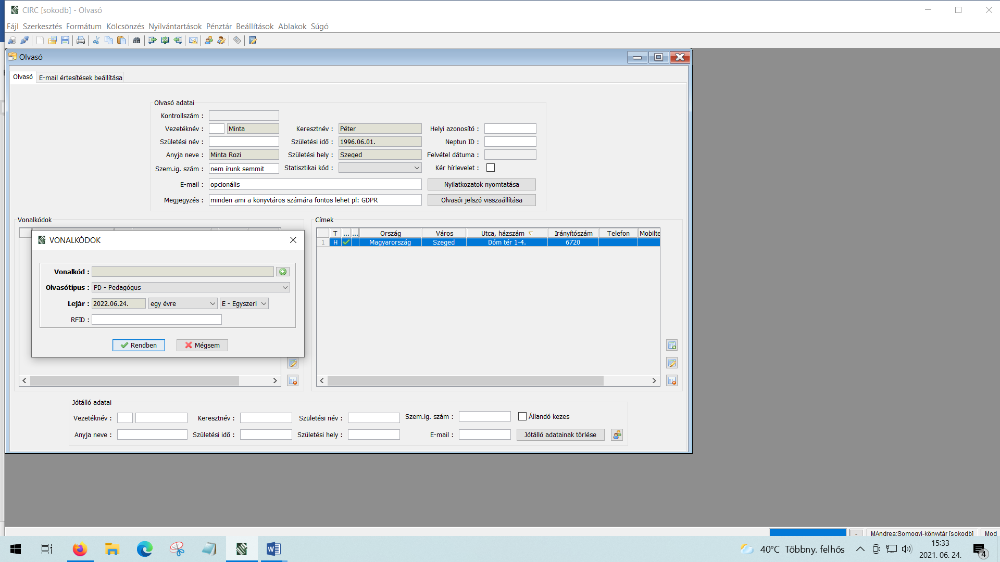 CIRC [sokodb] - Olvasó
Fájl Szerkesztés Formátum Kölcsönzés Nyilvántartások Pénztár Beállítások Ablakok Súgó
Olvasó
Olvasó E-mail értesítések beállítása
Olvasó adatai
Kontrollszám :
Vezetéknév : Minta Keresztnév : Péter Helyi azonosító :
Születési név : Születési idő : 1996.06.01. Neptun ID :
Anyja neve : Minta Rozi Születési hely : Szeged Felvétel dátuma :
Szem.ig. szám : nem írunk semmit Statisztikai kód : Kér hírlevelet :
E-mail : opcionális Nyilatkozatok nyomtatása
Megjegyzés : minden ami a könyvtáros számára fontos lehet pl: GDPR Olvasói jelszó visszaállítása
Vonalkódok
VONALKÓDOK
Vonalkód :
Olvasótípus : PD - Pedagógus
Lejár : 2022.06.24. egy évre E - Egyszeri
RFID :
Rendben Mégsem
Címek
T ... ... Ország Város Utca, házszám Irányítószám Telefon Mobilte
1 H Magyarország Szeged Dóm tér 1-4. 6720
Jótálló adatai
Vezetéknév : Keresztnév : Születési név : Szem.ig. szám : Állandó kezes
Anyja neve : Születési idő : Születési hely : E-mail : Jótálló adatainak törlése
- MAndrea:Somogyi-könyvtár [sokodb] Mod
40°C Többny. felhős
15:33
2021. 06. 24.
4